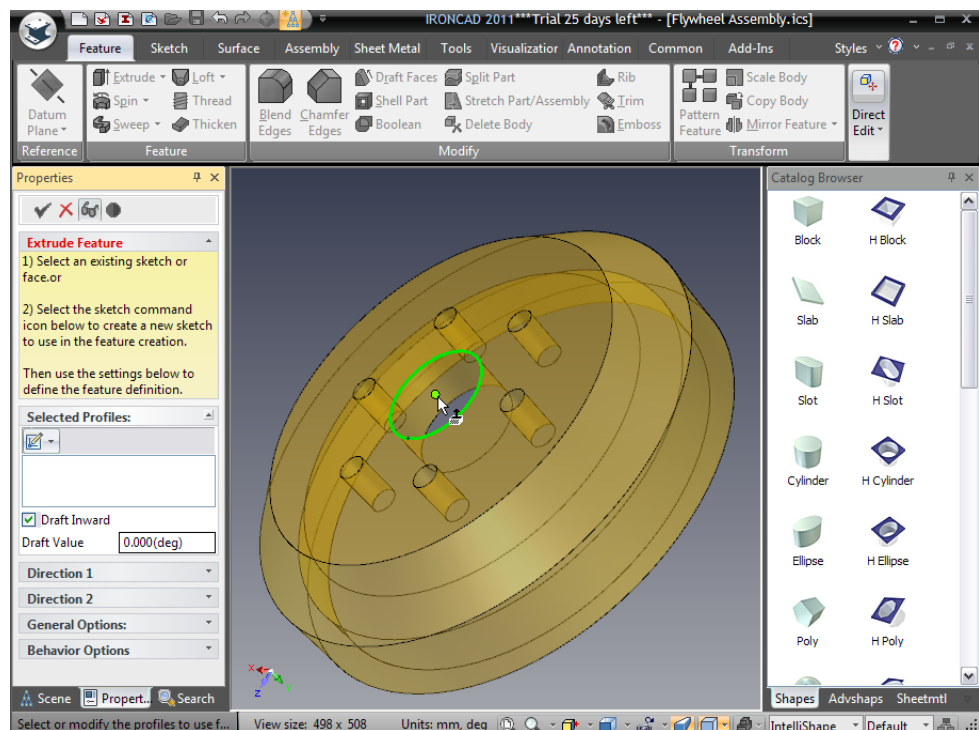 IRONCAD 2011***Trial 25 days left*** - [Flywheel Assembly.ics]
Feature Sketch Surface Assembly Sheet Metal Tools Visualization Annotation Common Add-Ins Styles
Datum Plane
Extrude Loft
Spin Thread
Sweep Thicken
Blend Edges
Chamfer Edges
Draft Faces Split Part Rib
Shell Part Stretch Part/Assembly Trim
Boolean Delete Body Emboss
Pattern Feature
Scale Body
Copy Body
Mirror Feature
Direct Edit
Reference Feature Modify Transform
Properties
Extrude Feature
1) Select an existing sketch or
face.or
2) Select the sketch command
icon below to create a new sketch
to use in the feature creation.
Then use the settings below to
define the feature definition.
Selected Profiles:
Draft Inward
Draft Value 0.000(deg)
Direction 1
Direction 2
General Options:
Behavior Options
Scene Propert... Search
X Y Z
Catalog Browser
Block H Block
Slab H Slab
Slot H Slot
Cylinder H Cylinder
Ellipse H Ellipse
Poly H Poly
Shapes Advshaps Sheetmtl
Select or modify the profiles to use f... View size: 498 x 508 Units: mm, deg IntelliShape Default